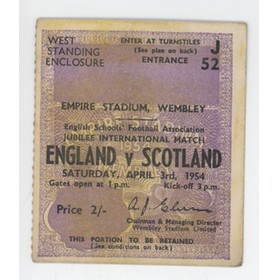 WEST
STANDING
ENCLOSURE
ENTER AT TURNSTILES
(See plan on back)
ENTRANCE
J
52
EMPIRE STADIUM, WEMBLEY
English Schools' Football Association
JUBILEE INTERNATIONAL MATCH
ENGLAND v SCOTLAND
SATURDAY, APRIL 3rd, 1954
Gates open at 1 p.m. Kick-off 3 p.m.
Price 2/-
Chairman & Managing Director
Wembley Stadium Limited
THIS PORTION TO BE RETAINED
(See conditions on back)